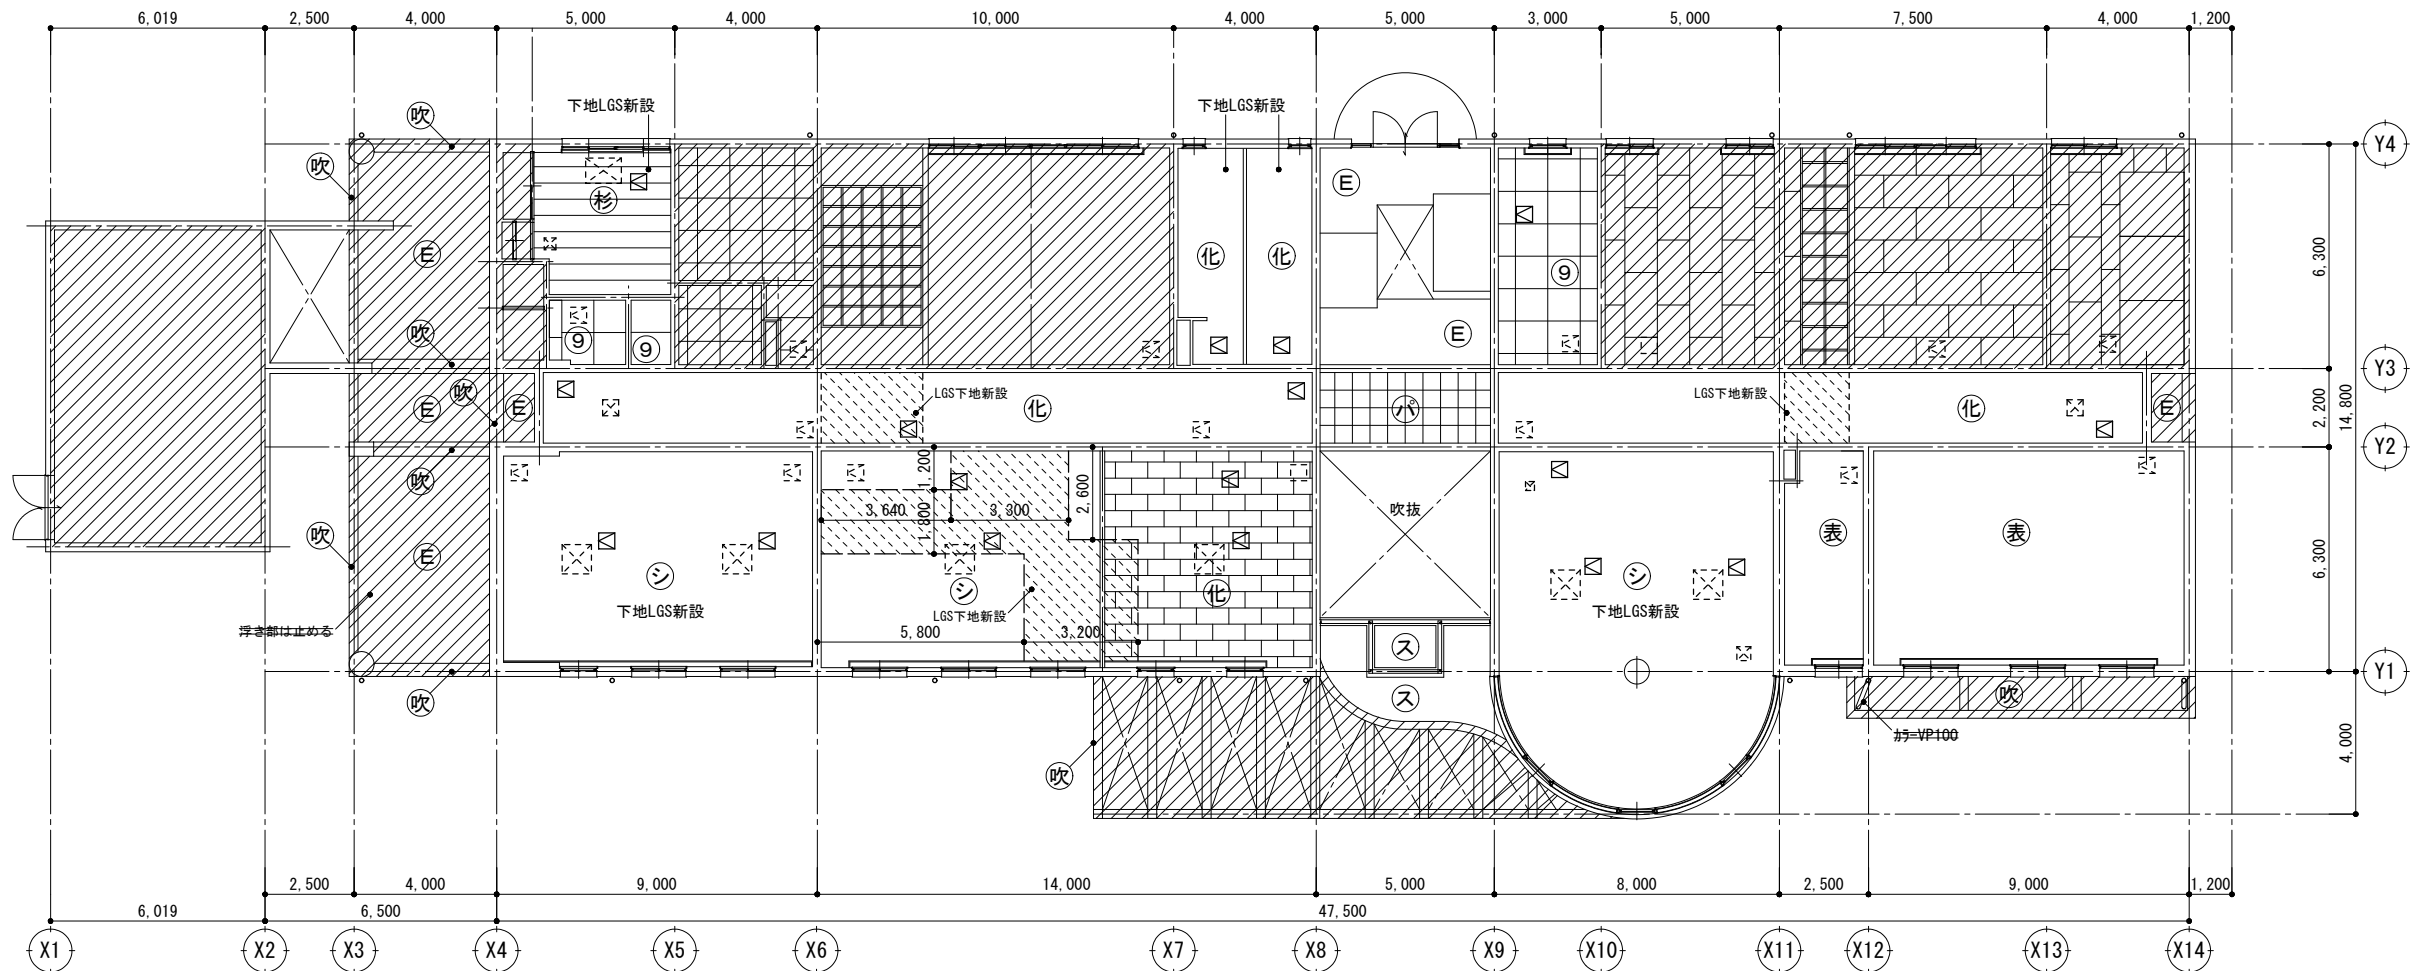 6,019 2,500 4,000 5,000 4,000 10,000 4,000 5,000 3,000 5,000 7,500 4,000 1,200
下地LGS新設 下地LGS新設
吹
吹
Y4
杉
E
E
化 化
9
6,300
吹
9 9
E
Y3
吹
E E
LGS下地新設
化
パ
LGS下地新設
化
E
2,200
14,800
Y2
吹
1,200
2,600
3,640 3,300
1,800
吹
吹抜
表 表
E
シ
下地LGS新設
シ
LGS下地新設
化
シ
下地LGS新設
6,300
浮き部は止める
5,800 3,200
ス
Y1
吹
ス
吹
カラーVP100
吹
4,000
2,500 4,000 9,000 14,000 5,000 8,000 2,500 9,000 1,200
6,019 6,500 47,500
X1 X2 X3 X4 X5 X6 X7 X8 X9 X10 X11 X12 X13 X14